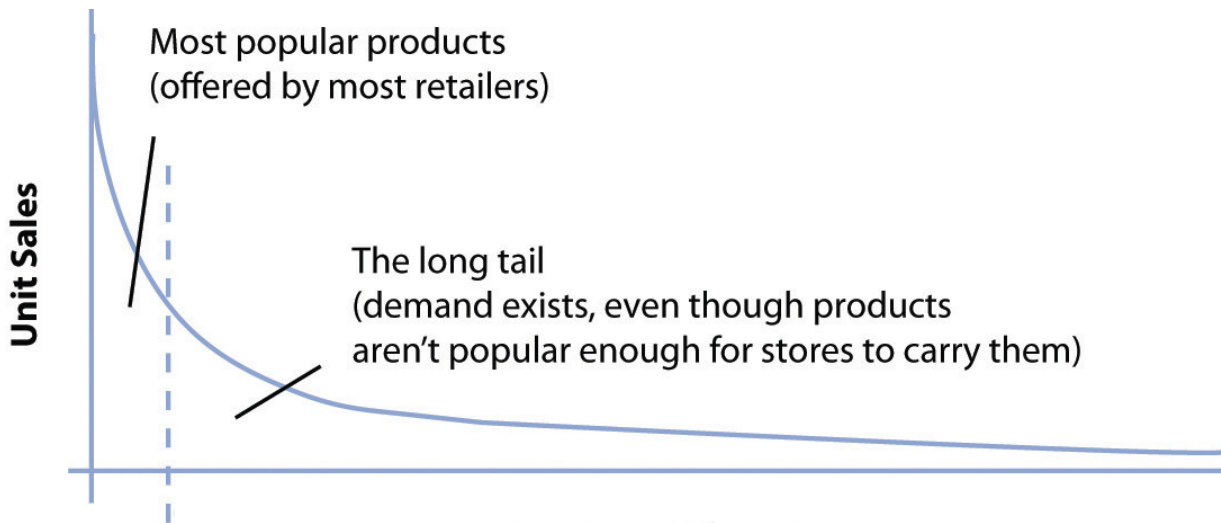 Most popular products
(offered by most retailers)
Unit Sales
The long tail
(demand exists, even though products
aren’t popular enough for stores to carry them)